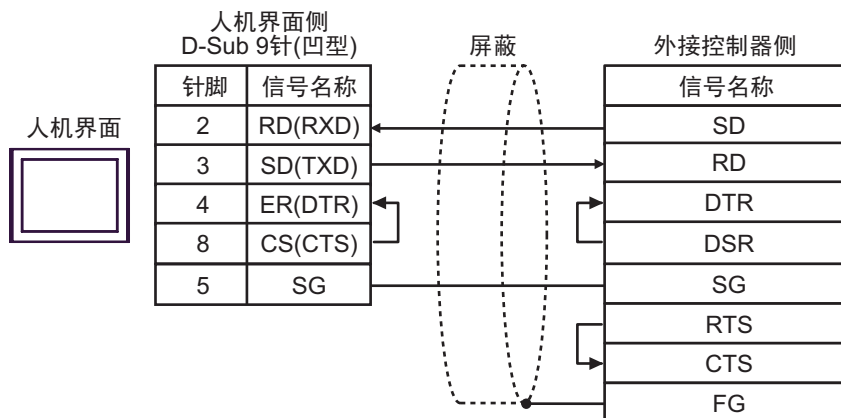 人机界面侧
D-Sub 9针(凹型)
屏蔽
外接控制器侧
针脚 信号名称
信号名称
人机界面
2 RD(RXD) SD
3 SD(TXD) RD
4 ER(DTR) DTR
8 CS(CTS) DSR
5 SG SG
RTS
CTS
FG